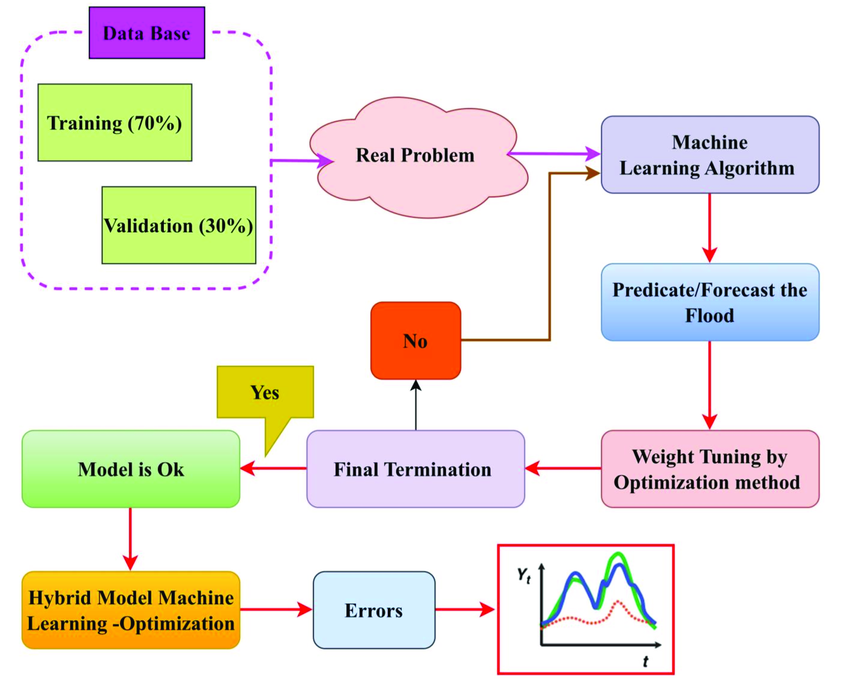 Data Base
Training (70%)
Validation (30%)
Real Problem
Machine
Learning Algorithm
Predicate/Forecast the
Flood
No
Yes
Model is Ok
Final Termination
Weight Tuning by
Optimization method
Hybrid Model Machine
Learning -Optimization
Errors
Yt
t